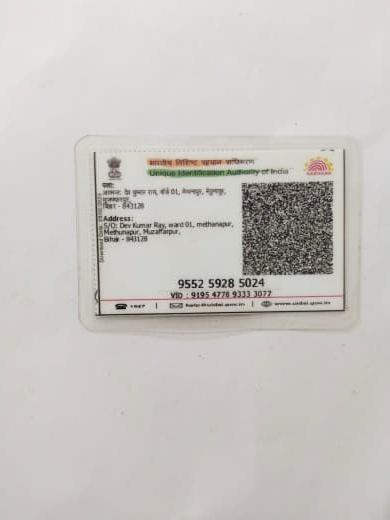 भारतीय विशिष्ट पहचान प्राधिकरण
Unique Identification Authority of India
AADHAAR
पता:
आत्मज: देव कुमार राय, वॉर्ड 01, मेथनापुर, मेथुनापुर,
मुजफ्फरपुर,
बिहार - 843128
Address:
S/O: Dev Kumar Ray, ward 01, methanapur,
Methunapur, Muzaffarpur,
Bihar - 843128
9552 5928 5024
VID : 9195 4778 9333 3077
1947 | help@uidai.gov.in | www.uidai.gov.in